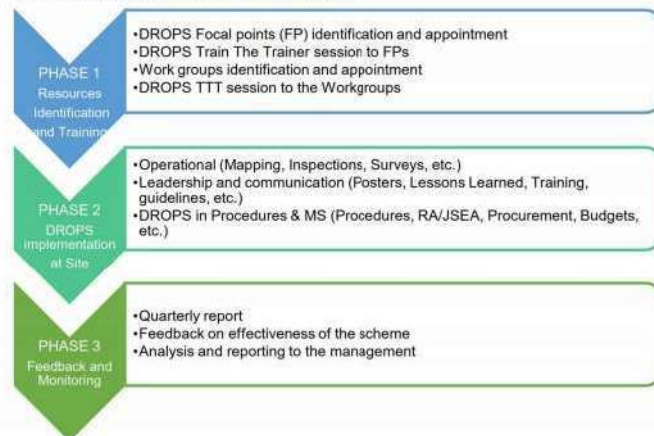 PHASE 1
Resources
Identification
and Training
•DROPS Focal points (FP) identification and appointment
•DROPS Train The Trainer session to FPs
•Work groups identification and appointment
•DROPS TTT session to the Workgroups
PHASE 2
DROPS
implementation
at Site
•Operational (Mapping, Inspections, Surveys, etc.)
•Leadership and communication (Posters, Lessons Learned, Training,
guidelines, etc.)
•DROPS in Procedures & MS (Procedures, RA/JSEA, Procurement, Budgets,
etc.)
PHASE 3
Feedback and
Monitoring
•Quarterly report
•Feedback on effectiveness of the scheme
•Analysis and reporting to the management